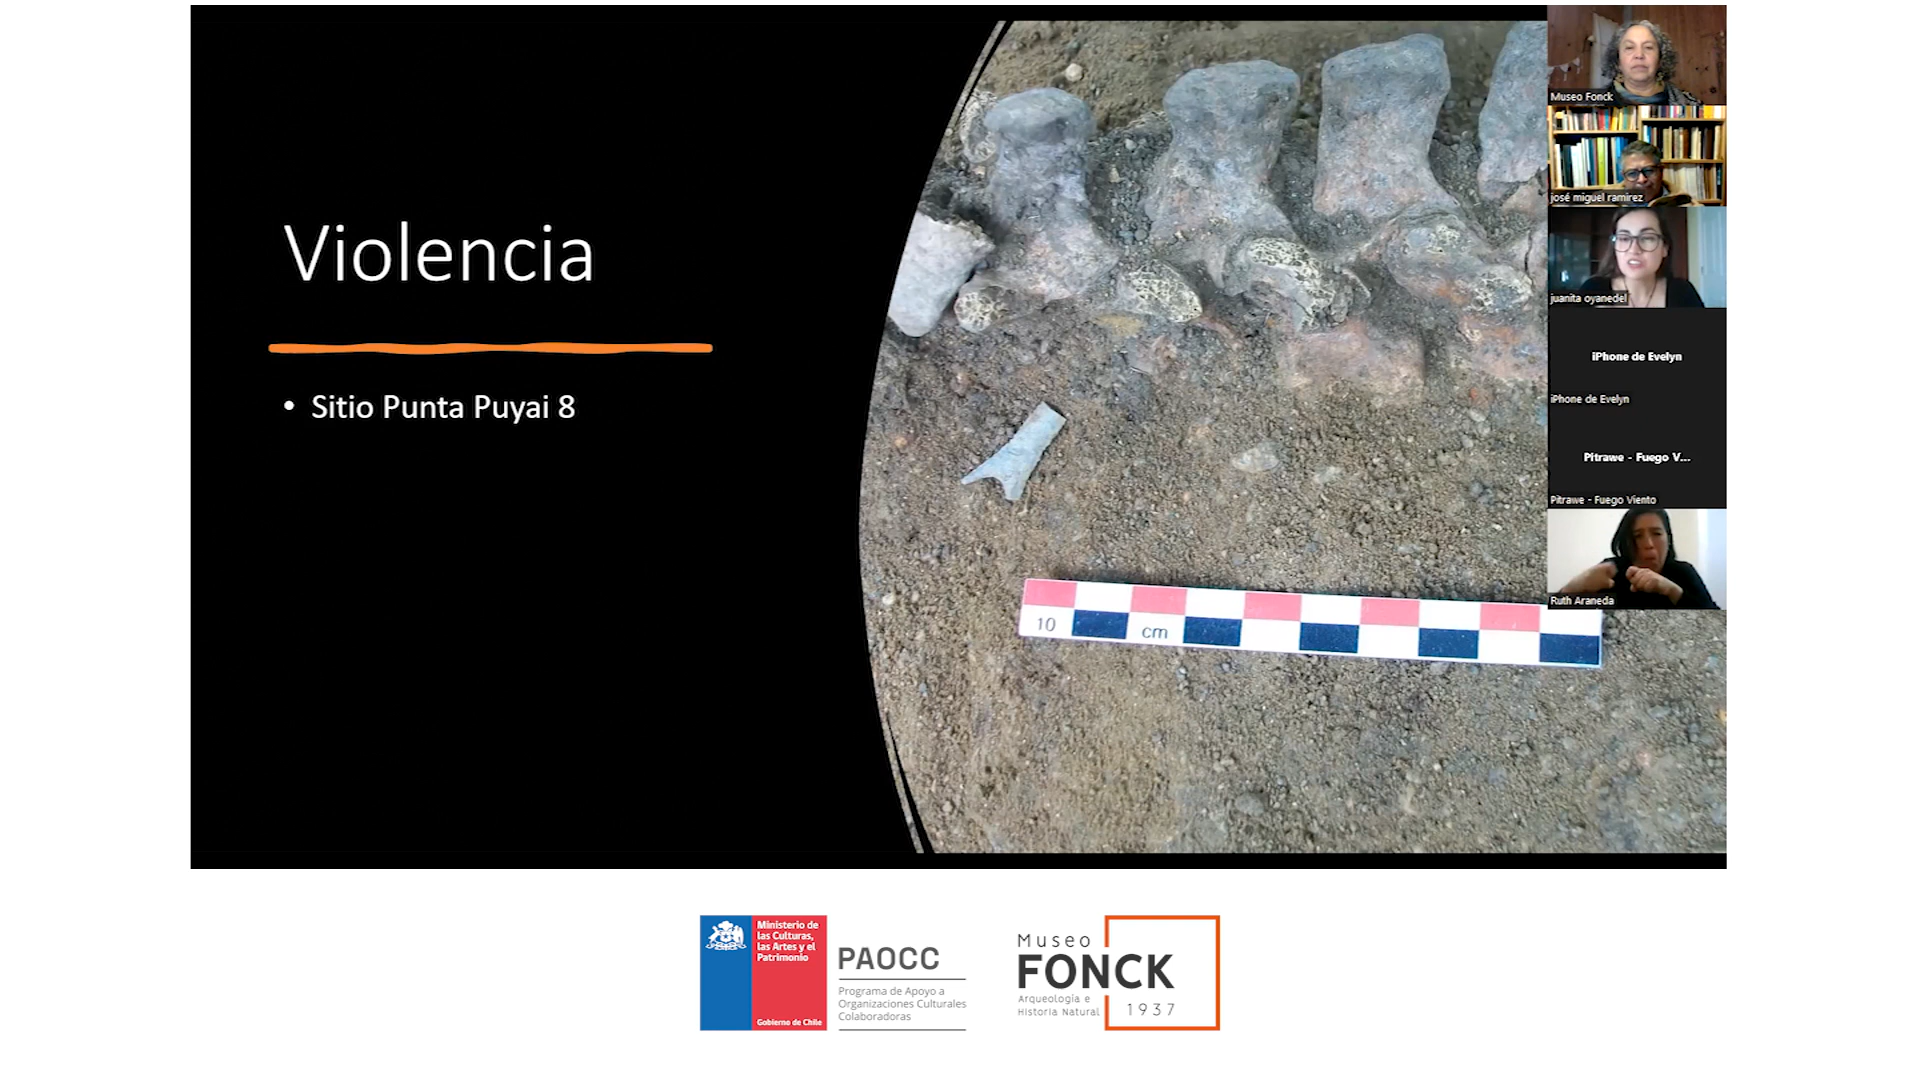 Violencia
• Sitio Punta Puyai 8
10
cm
Museo Fonck
josé miguel ramirez
juanita oyanedel
iPhone de Evelyn
iPhone de Evelyn
Pitrawe - Fuego V...
Pitrawe - Fuego Viento
Ruth Araneda
Ministerio de
las Culturas,
las Artes y el
Patrimonio
Gobierno de Chile
PAOCC
Programa de Apoyo a
Organizaciones Culturales
Colaboradoras
Museo
FONCK
Arqueología e
Historia Natural
1937